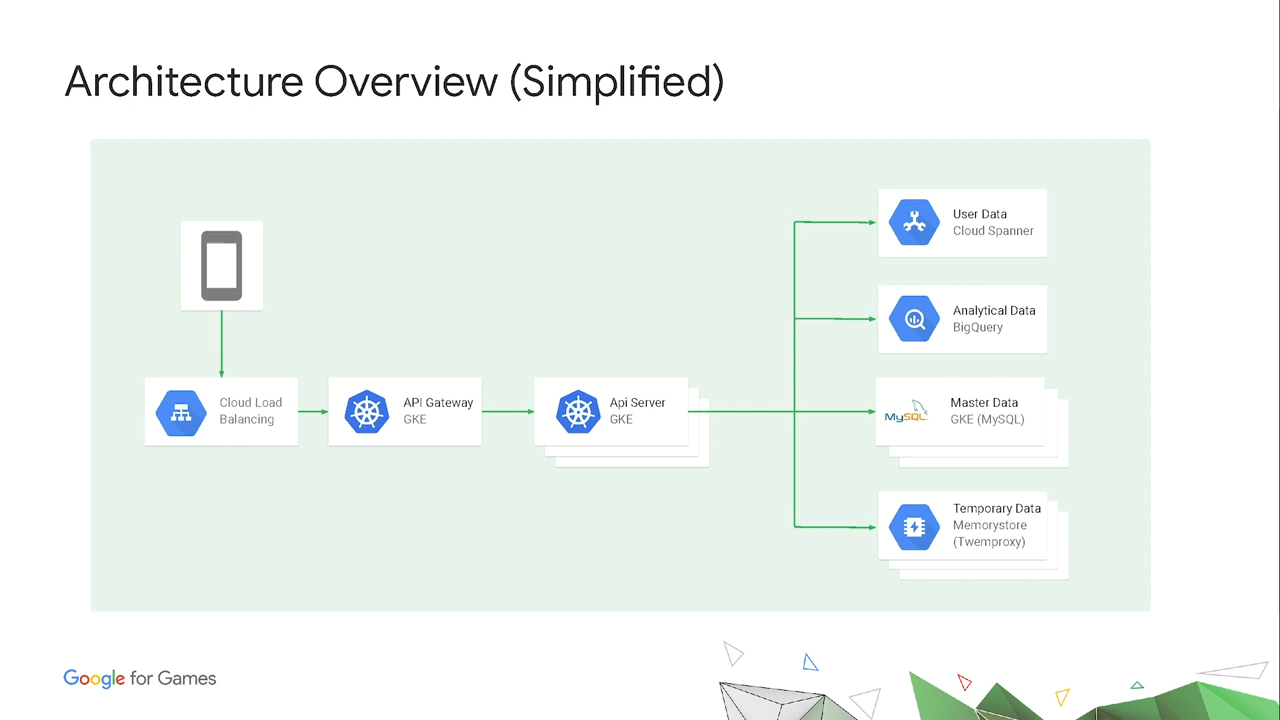 Architecture Overview (Simplified)
User Data
Cloud Spanner
Analytical Data
BigQuery
Cloud Load
Balancing
API Gateway
GKE
Api Server
GKE
MySQL
Master Data
GKE (MySQL)
Temporary Data
Memorystore
(Twemproxy)
Google for Games